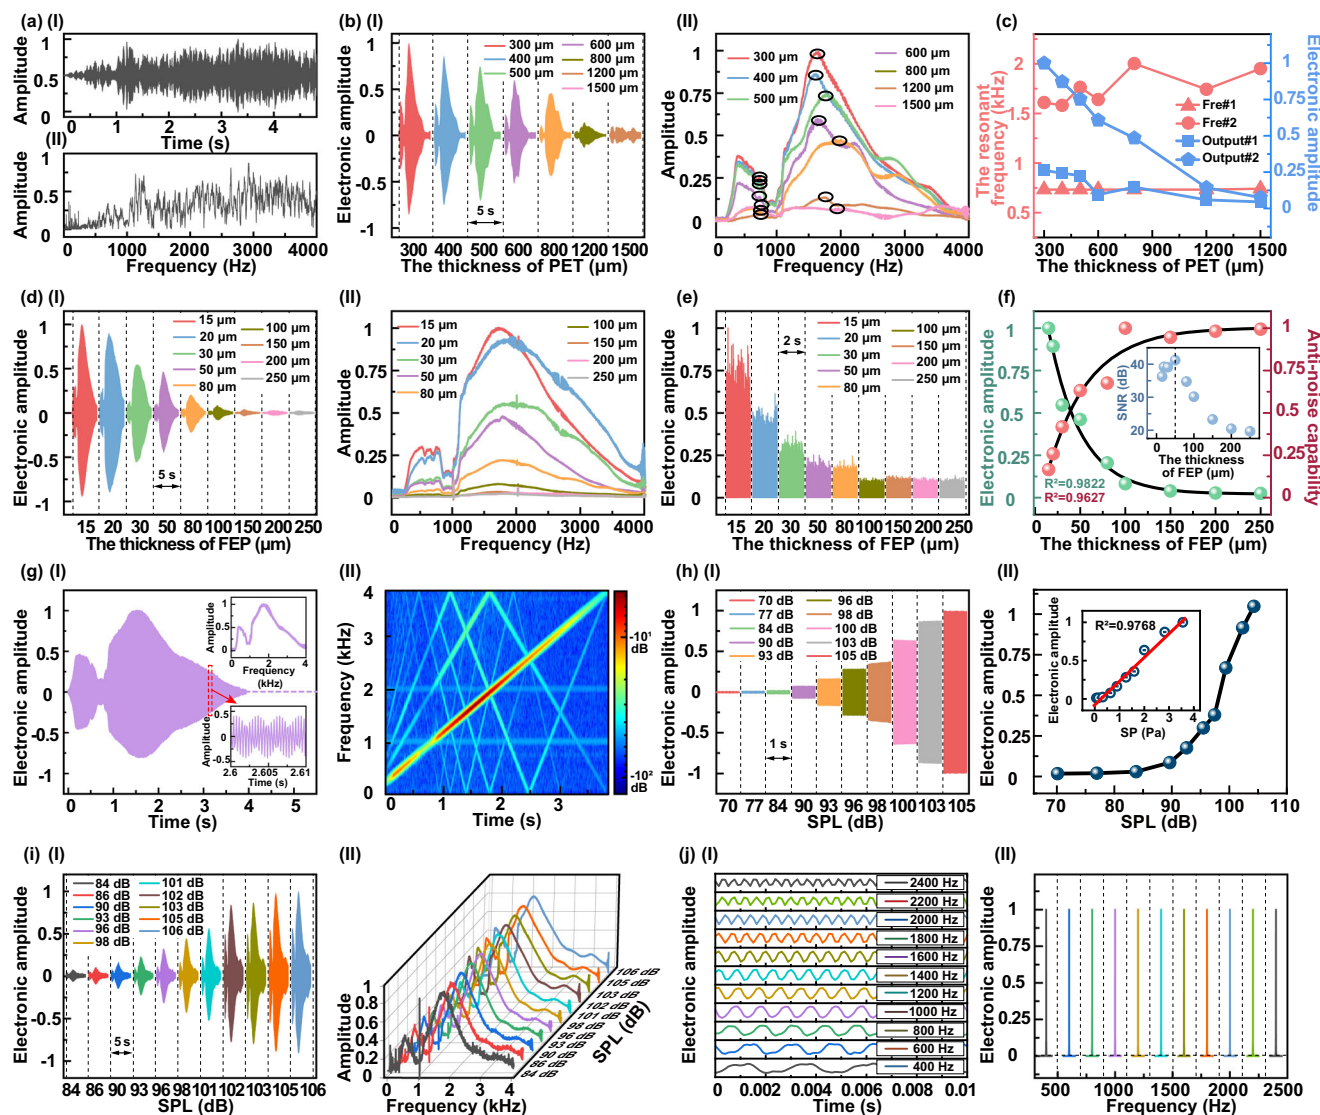 (a) (I)
Amplitude
1
0.5
0
0 1 2 3 4
Time (s)
(II)
Amplitude
1
0.5
0
0 1000 2000 3000 4000
Frequency (Hz)
(b) (I)
Electronic amplitude
1
0.5
0
-0.5
-1
300 μm
400 μm
500 μm
600 μm
800 μm
1200 μm
1500 μm
5 s
300 400 500 600 800 1200 1500
The thickness of PET (μm)
(II)
Amplitude
1
0.75
0.5
0.25
0
300 μm
400 μm
500 μm
600 μm
800 μm
1200 μm
1500 μm
0 1000 2000 3000 4000
Frequency (Hz)
(c)
The resonant
frequency (kHz)
2
1.5
1
0.5
Fre#1
Fre#2
Output#1
Output#2
1
0.75
0.5
0.25
0
Electronic amplitude
300 600 900 1200 1500
The thickness of PET (μm)
(d) (I)
Electronic amplitude
1
0.5
0
-0.5
-1
15 μm
20 μm
30 μm
50 μm
80 μm
100 μm
150 μm
200 μm
250 μm
5 s
15 20 30 50 80 100 150 200 250
The thickness of FEP (μm)
(II)
Amplitude
1
0.75
0.5
0.25
0
15 μm
20 μm
30 μm
50 μm
80 μm
100 μm
150 μm
200 μm
250 μm
0 1000 2000 3000 4000
Frequency (Hz)
(e)
Electronic amplitude
1
0.75
0.5
0.25
0
2 s
15 μm
20 μm
30 μm
50 μm
80 μm
100 μm
150 μm
200 μm
250 μm
15 20 30 50 80 100 150 200 250
The thickness of FEP (μm)
(f)
Electronic amplitude
1
0.75
0.5
0.25
0
SNR (dB)
40
30
20
0 100 200
The thickness
of FEP (μm)
R²=0.9822
R²=0.9627
1
0.75
0.5
0.25
0
Anti-noise capability
0 50 100 150 200 250
The thickness of FEP (μm)
(g) (I)
Electronic amplitude
1
0.5
0
-0.5
-1
Amplitude
1
0.5
0
0 2 4
Frequency
(kHz)
Amplitude
0.5
0
-0.5
2.6 2.605 2.61
Time (s)
0 1 2 3 4 5
Time (s)
(II)
Frequency (kHz)
4
3
2
1
0
0 1 2 3
Time (s)
-10¹
dB
-10²
dB
(h) (I)
Electronic amplitude
1
0.5
0
-0.5
-1
70 dB
77 dB
84 dB
90 dB
93 dB
96 dB
98 dB
100 dB
103 dB
105 dB
1 s
70 77 84 90 93 96 98 100 103 105
SPL (dB)
(II)
Electronic amplitude
1
0.75
0.5
0.25
0
R²=0.9768
Electronic amplitude
1
0.5
0
0 2 4
SP (Pa)
70 80 90 100 110
SPL (dB)
(i) (I)
Electronic amplitude
1
0.5
0
-0.5
-1
84 dB
86 dB
90 dB
93 dB
96 dB
98 dB
101 dB
102 dB
103 dB
105 dB
106 dB
5 s
84 86 90 93 96 98 101 102 103 105 106
SPL (dB)
(II)
Amplitude
1
0.8
0.6
0.4
0.2
0
0 1 2 3 4
Frequency (kHz)
106 dB
105 dB
103 dB
102 dB
101 dB
98 dB
96 dB
93 dB
90 dB
86 dB
84 dB
SPL (dB)
(j) (I)
Electronic amplitude
2400 Hz
2200 Hz
2000 Hz
1800 Hz
1600 Hz
1400 Hz
1200 Hz
1000 Hz
800 Hz
600 Hz
400 Hz
0 0.002 0.004 0.006 0.008 0.01
Time (s)
(II)
Electronic amplitude
1
0.75
0.5
0.25
0
500 1000 1500 2000 2500
Frequency (Hz)